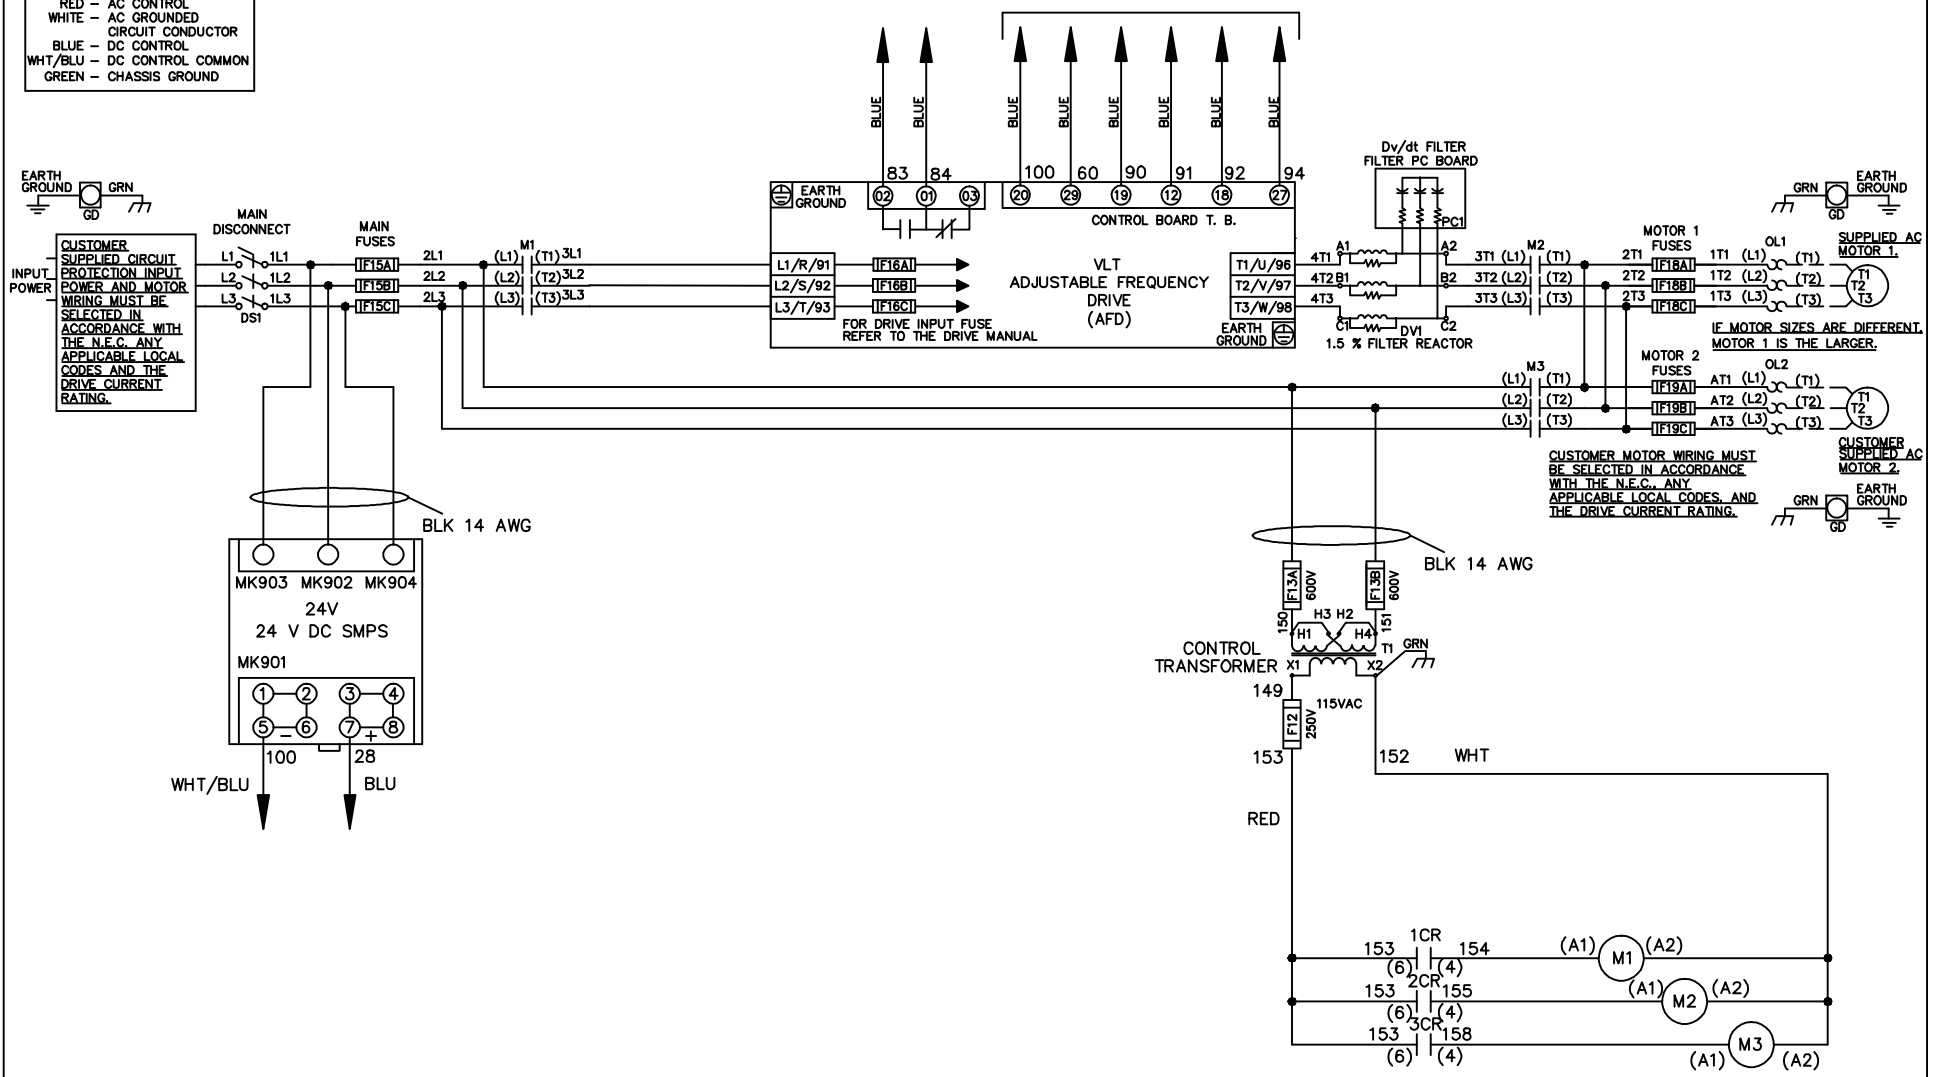 RED – AC CONTROL
WHITE – AC GROUNDED
CIRCUIT CONDUCTOR
BLUE – DC CONTROL
WHT/BLU – DC CONTROL COMMON
GREEN – CHASSIS GROUND
BLUE BLUE BLUE BLUE BLUE BLUE BLUE BLUE
83 84 100 60 90 91 92 94
EARTH
GROUND
GRN
GD
CUSTOMER
SUPPLIED CIRCUIT
PROTECTION INPUT
POWER AND MOTOR
WIRING MUST BE
SELECTED IN
ACCORDANCE WITH
THE N.E.C. ANY
APPLICABLE LOCAL
CODES AND THE
DRIVE CURRENT
RATING.
INPUT
POWER
MAIN
DISCONNECT
L1 1L1
L2 1L2
L3 1L3
DS1
MAIN
FUSES
F15A 2L1
F15B 2L2
F15C 2L3
M1
(L1) (T1) 3L1
(L2) (T2) 3L2
(L3) (T3) 3L3
EARTH
GROUND
02 01 03
20 29 19 12 18 27
CONTROL BOARD T. B.
L1/R/91 F16A
L2/S/92 F16B
L3/T/93 F16C
FOR DRIVE INPUT FUSE
REFER TO THE DRIVE MANUAL
VLT
ADJUSTABLE FREQUENCY
DRIVE
(AFD)
T1/U/96
T2/V/97
T3/W/98
EARTH
GROUND
Dv/dt FILTER
FILTER PC BOARD
PC1
4T1 A1 A2
4T2 B1 B2
4T3 C1 C2
DV1
1.5 % FILTER REACTOR
M2
3T1 (L1) (T1)
3T2 (L2) (T2)
3T3 (L3) (T3)
MOTOR 1
FUSES
2T1 F18A 1T1 (L1) (T1)
2T2 F18B 1T2 (L2) (T2)
2T3 F18C 1T3 (L3) (T3)
OL1
GRN
GD
EARTH
GROUND
SUPPLIED AC
MOTOR 1.
T1
T2
T3
IF MOTOR SIZES ARE DIFFERENT,
MOTOR 1 IS THE LARGER.
M3
(L1) (T1)
(L2) (T2)
(L3) (T3)
MOTOR 2
FUSES
F19A AT1 (L1) (T1)
F19B AT2 (L2) (T2)
F19C AT3 (L3) (T3)
OL2
T1
T2
T3
CUSTOMER
SUPPLIED AC
MOTOR 2.
CUSTOMER MOTOR WIRING MUST
BE SELECTED IN ACCORDANCE
WITH THE N.E.C., ANY
APPLICABLE LOCAL CODES, AND
THE DRIVE CURRENT RATING.
GRN
GD
EARTH
GROUND
BLK 14 AWG
MK903 MK902 MK904
24V
24 V DC SMPS
MK901
1 2 3 4
5 6 7 8
– +
100 28
WHT/BLU BLU
BLK 14 AWG
F13A 600V
F13B 600V
150 151
H3 H2
H1 H4
T1
GRN
CONTROL
TRANSFORMER
X1 X2
149
115VAC
F12 250V
153
152 WHT
RED
1CR
153 154 (A1) M1 (A2)
(6) (4)
2CR
153 155 (A1) M2 (A2)
(6) (4)
3CR
153 158 M3
(6) (4) (A1) (A2)